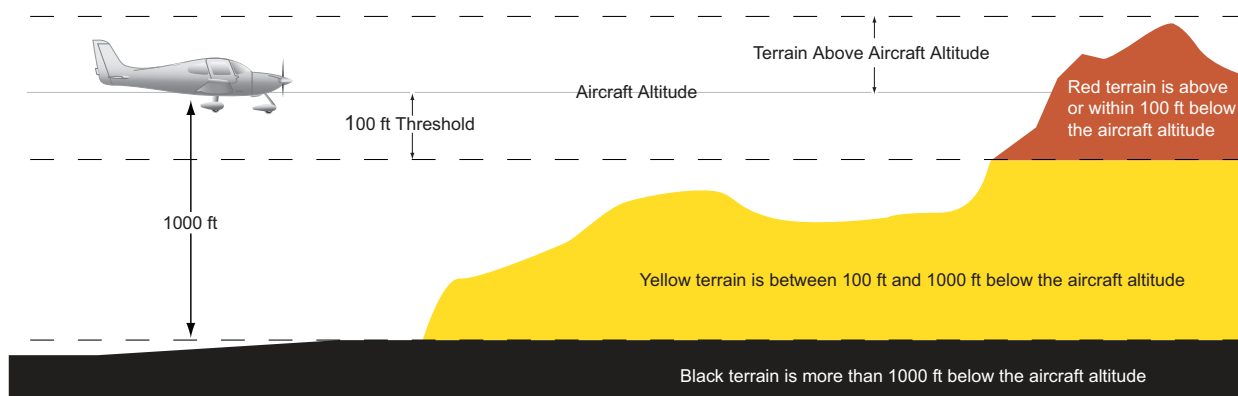 Terrain Above Aircraft Altitude
Aircraft Altitude
100 ft Threshold
Red terrain is above
or within 100 ft below
the aircraft altitude
1000 ft
Yellow terrain is between 100 ft and 1000 ft below the aircraft altitude
Black terrain is more than 1000 ft below the aircraft altitude